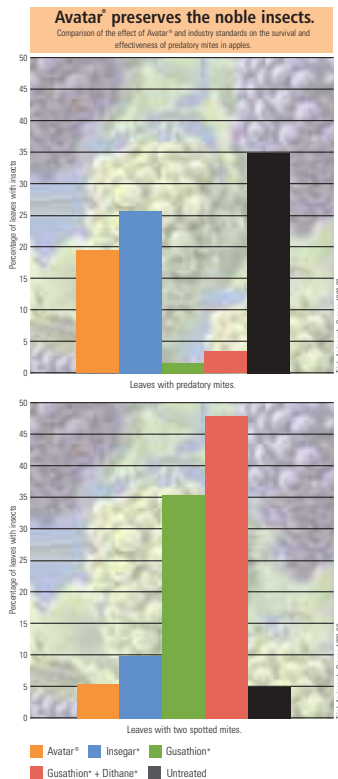 Avatar® preserves the noble insects.
Comparison of the effect of Avatar® and industry standards on the survival and
effectiveness of predatory mites in apples.
Percentage of leaves with insects
50
45
40
35
30
25
20
15
10
5
0
Leaves with predatory mites.
Percentage of leaves with insects
50
45
40
35
30
25
20
15
10
5
0
Leaves with two spotted mites.
Avatar® Insegar* Gusathion*
Gusathion* + Dithane* Untreated